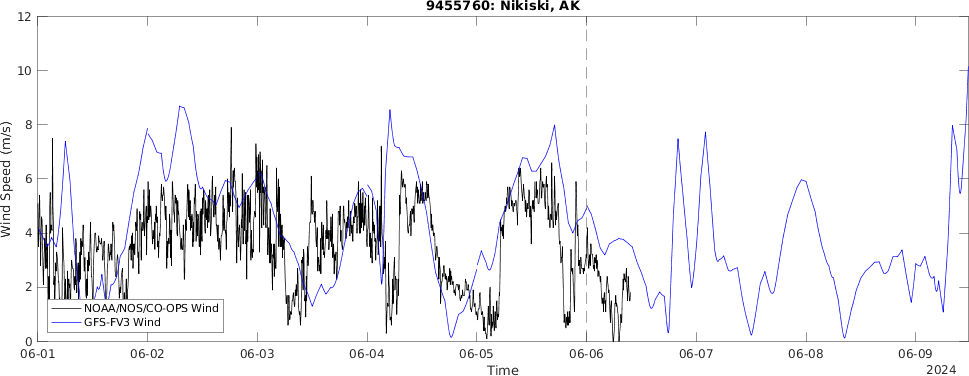 9455760: Nikiski, AK
12
10
8
6
4
2
0
Wind Speed (m/s)
NOAA/NOS/CO-OPS Wind
GFS-FV3 Wind
06-01 06-02 06-03 06-04 06-05 06-06 06-07 06-08 06-09
Time
2024